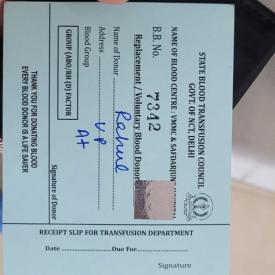 STATE BLOOD TRANSFUSION COUNCIL
GOVT. OF NCT, DELHI
NAME OF BLOOD CENTRE : VMMC & SAFDARJUNG
B.B. No. 7342
Replacement / Voluntary Blood Donor
Name of Donor Rahul
Address UP
Blood Group A+
GROUP (ABO/RH (D) FACTOR
Signature of Donor
THANK YOU FOR DONATING BLOOD
EVERY BLOOD DONOR IS A LIFE SAVER
RECEIPT SLIP FOR TRANSFUSION DEPARTMENT
Date ........................ Due For........................
Signature